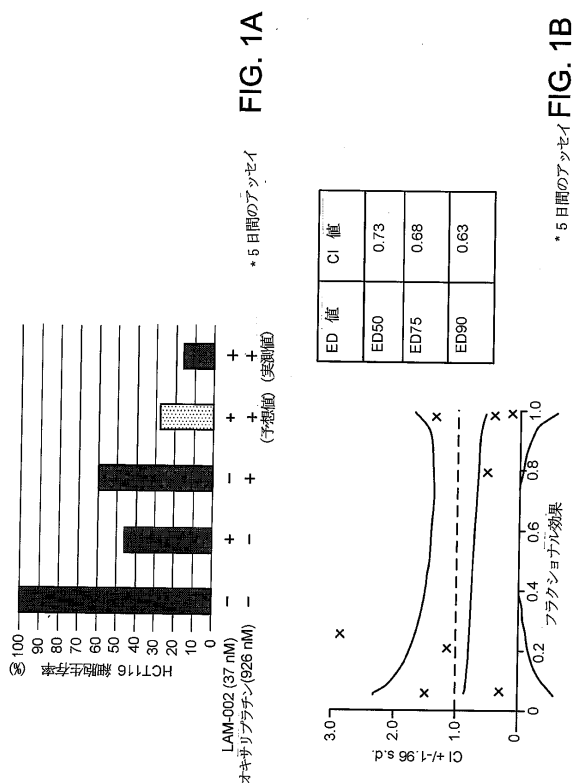 (%)
HCT116 細胞生存率
100
90
80
70
60
50
40
30
20
10
0
LAM-002 (37 nM) - + - + +
オキサリプラチン(926 nM) - - + + +
(予想値) (実測値)
* 5日間のアッセイ
FIG. 1A
CI +/-1.96 s.d.
3.0
2.0
1.0
0
0 0.2 0.4 0.6 0.8 1.0
フラクショナル効果
ED 値 CI 値
ED50 0.73
ED75 0.68
ED90 0.63
* 5日間のアッセイ
FIG. 1B